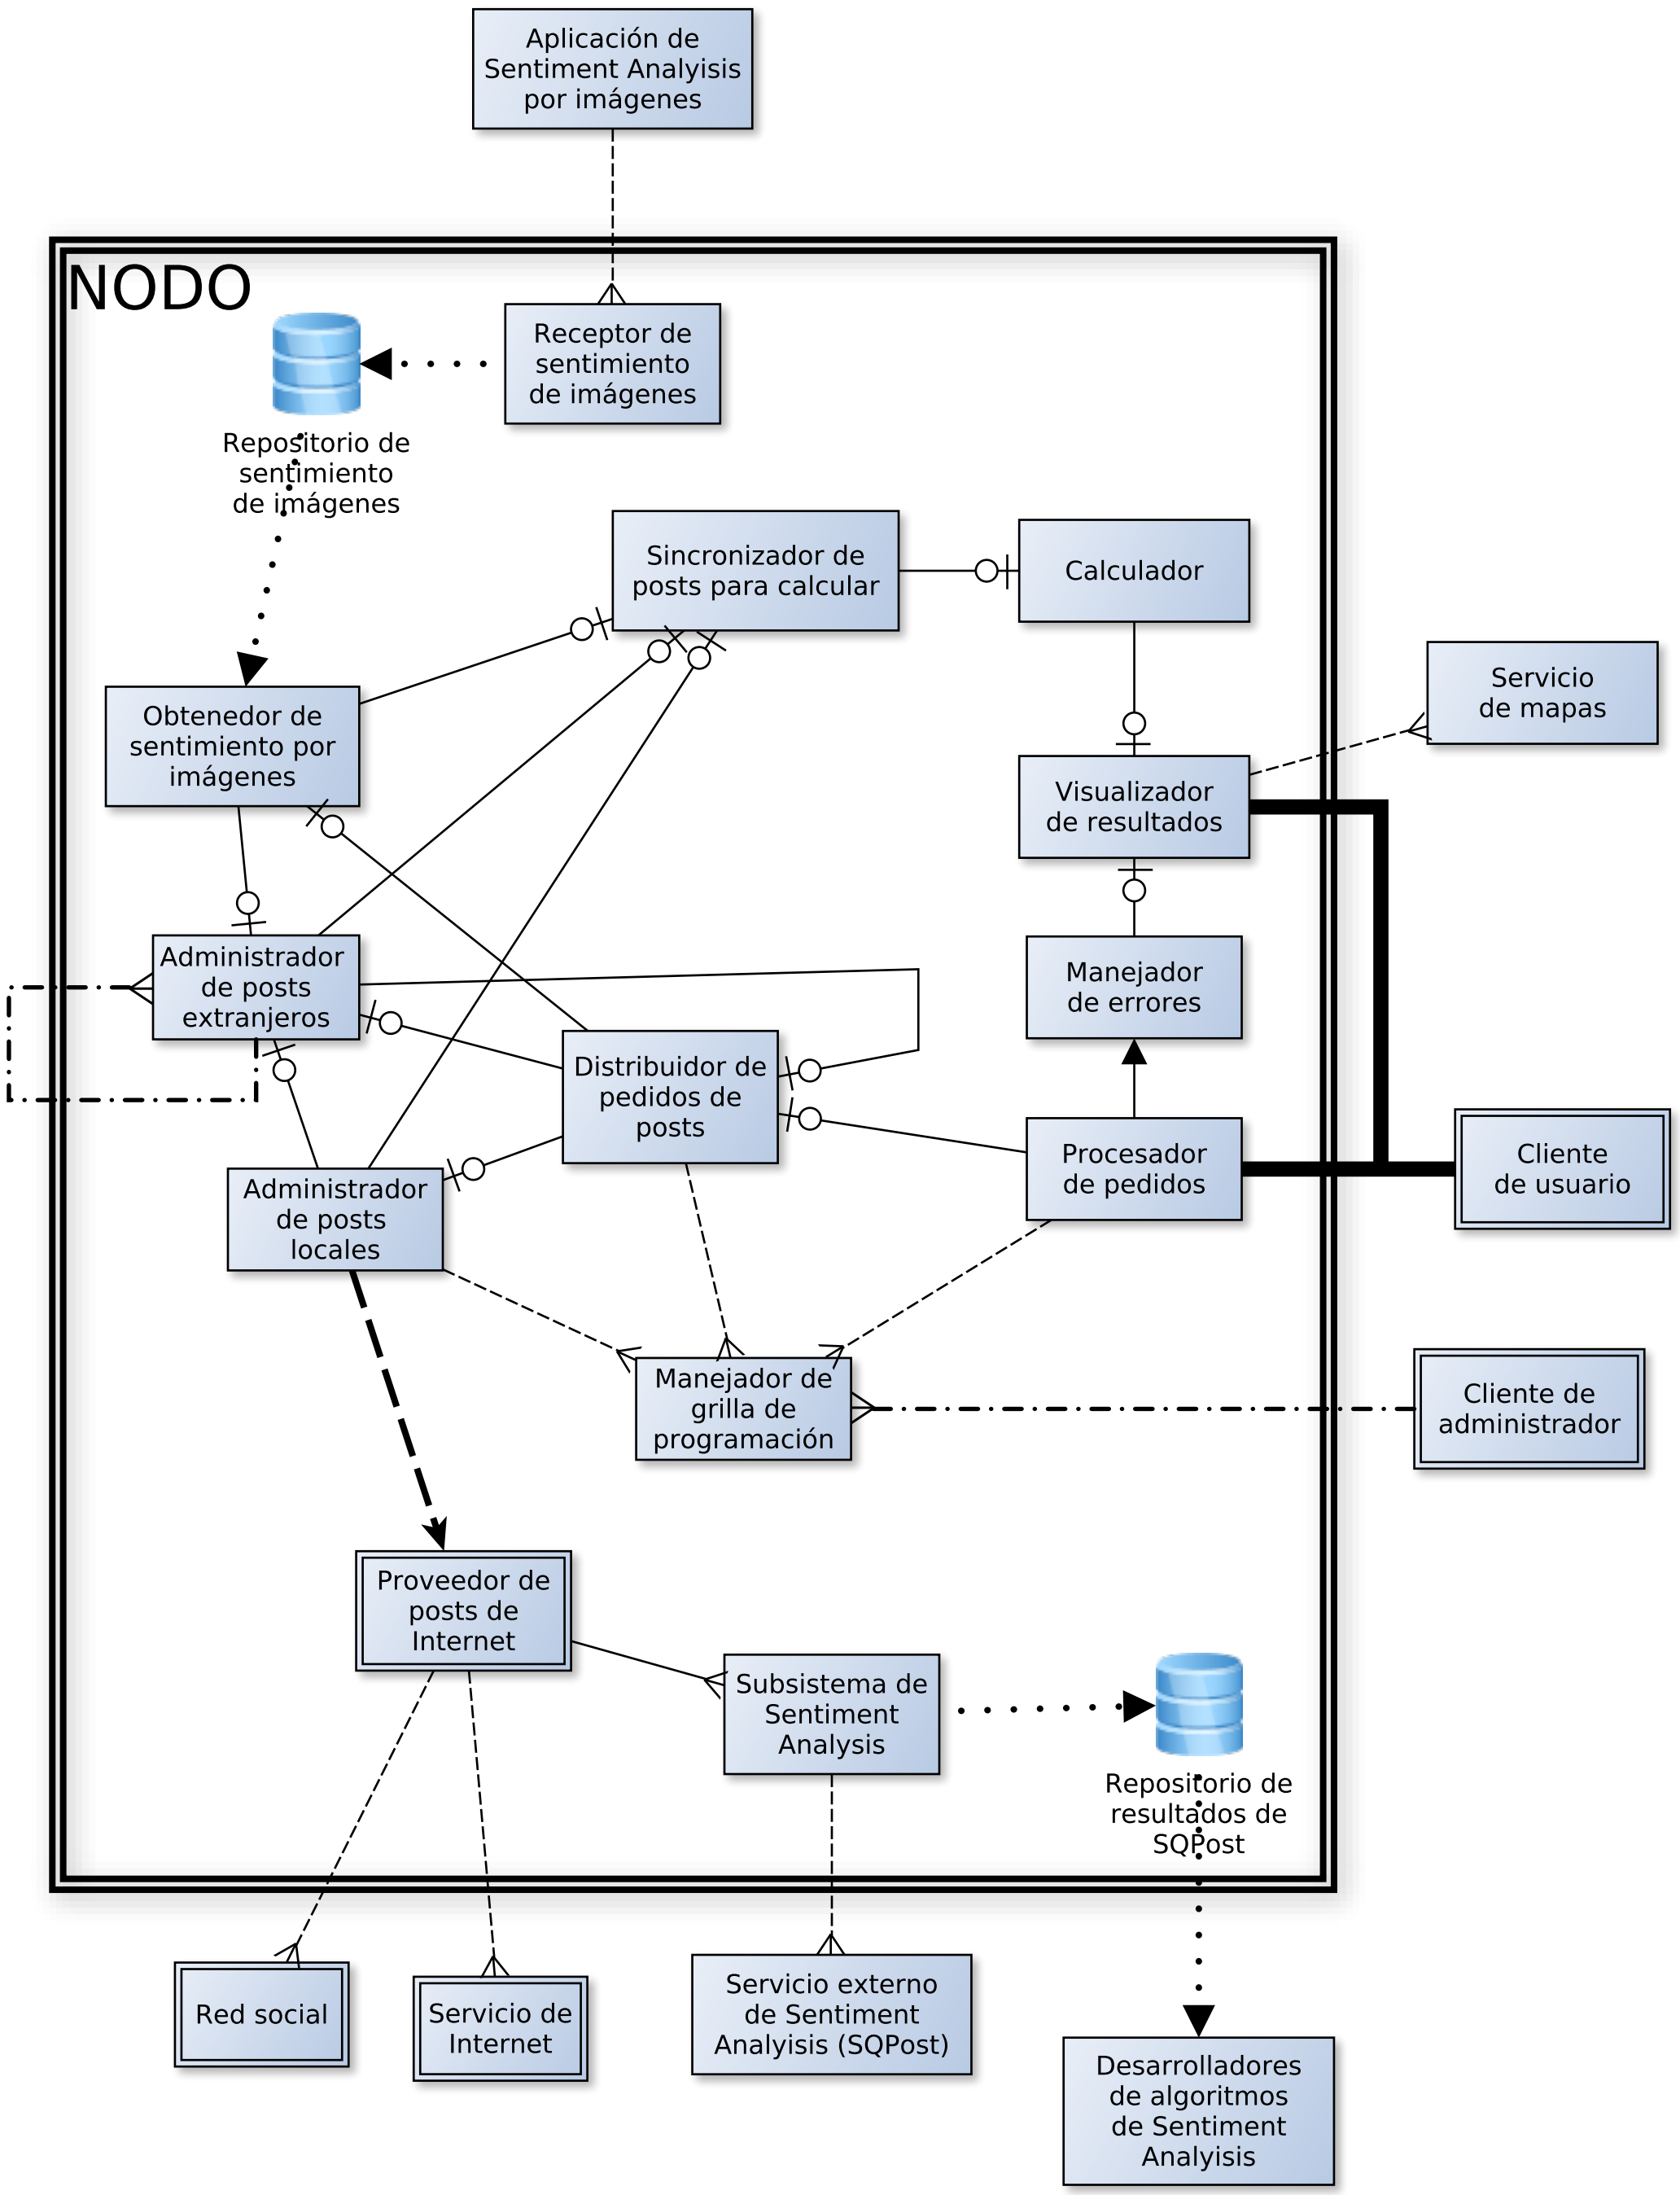 Aplicación de
Sentiment Analyisis
por imágenes
NODO
Receptor de
sentimiento
de imágenes
Repositorio de
sentimiento
de imágenes
Sincronizador de
posts para calcular
Calculador
Servicio
de mapas
Obtenedor de
sentimiento por
imágenes
Visualizador
de resultados
Administrador
de posts
extranjeros
Manejador
de errores
Distribuidor de
pedidos de
posts
Procesador
de pedidos
Cliente
de usuario
Administrador
de posts
locales
Manejador de
grilla de
programación
Cliente de
administrador
Proveedor de
posts de
Internet
Subsistema de
Sentiment
Analysis
Repositorio de
resultados de
SQPost
Red social
Servicio de
Internet
Servicio externo
de Sentiment
Analyisis (SQPost)
Desarrolladores
de algoritmos
de Sentiment
Analyisis